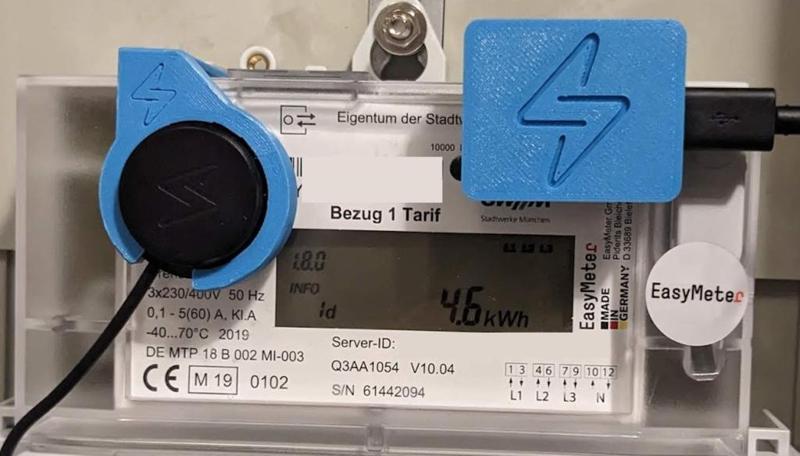 Eigentum der Stadtw
10000
Bezug 1 Tarif
Stadtwerke München
1.8.0
INFO
1d
4.6 kWh
3x230/400V 50 Hz
0,1 - 5(60) A, Kl.A
-40...70°C 2019
DE MTP 18 B 002 MI-003
CE M 19 0102
Server-ID:
Q3AA1054 V10.04
S/N 61442094
1 3 4 6 7 9 10 12
L1 L2 L3 N
EasyMeter
MADE
IN
GERMANY
EasyMeter
D 33689
EasyMeter